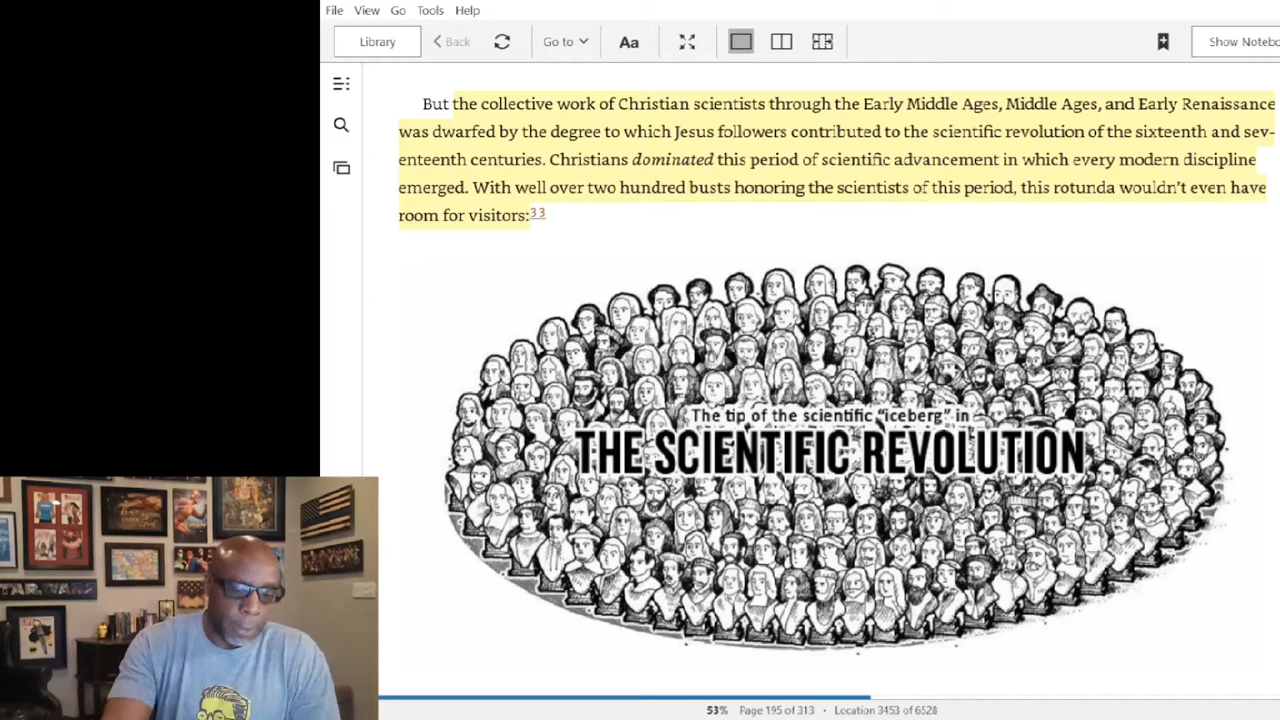 File View Go Tools Help
Library Back Go to Aa Show Notebo
But the collective work of Christian scientists through the Early Middle Ages, Middle Ages, and Early Renaissance
was dwarfed by the degree to which Jesus followers contributed to the scientific revolution of the sixteenth and sev-
enteenth centuries. Christians dominated this period of scientific advancement in which every modern discipline
emerged. With well over two hundred busts honoring the scientists of this period, this rotunda wouldn't even have
room for visitors:33
The tip of the scientific "iceberg" in
THE SCIENTIFIC REVOLUTION
53% Page 195 of 313 • Location 3453 of 6528